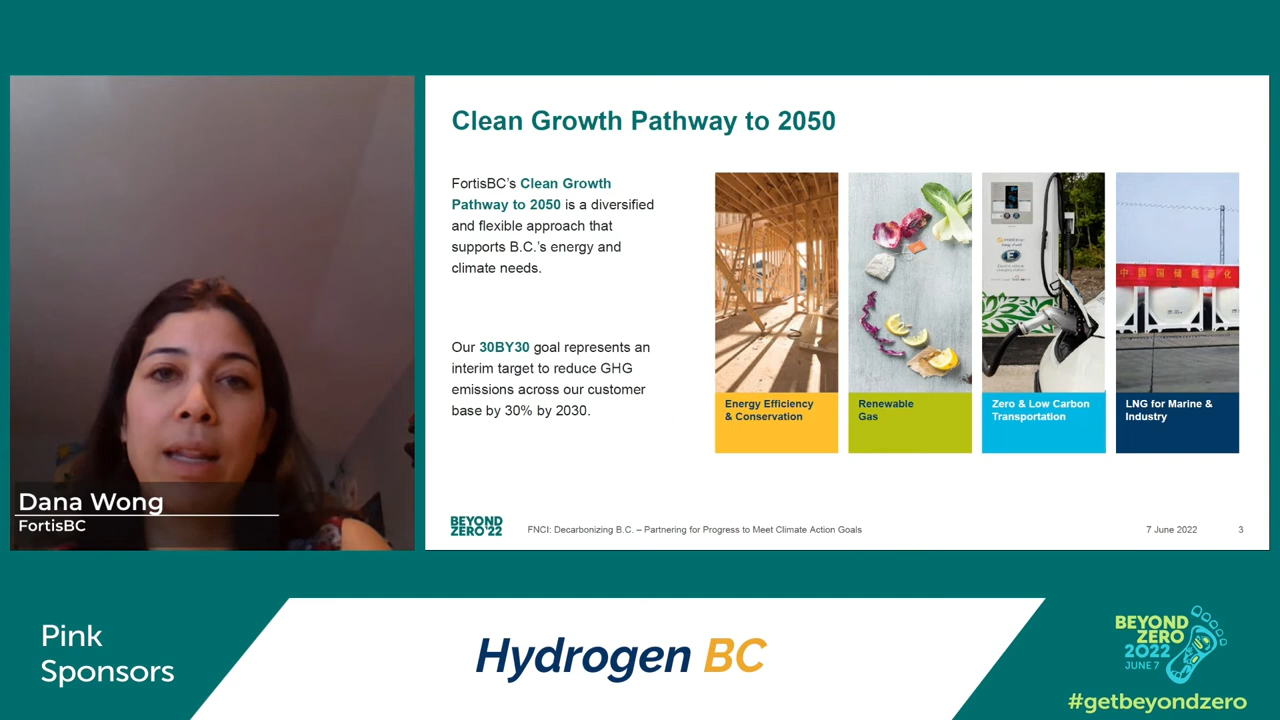 Clean Growth Pathway to 2050
FortisBC's Clean Growth
Pathway to 2050 is a diversified
and flexible approach that
supports B.C.'s energy and
climate needs.
Our 30BY30 goal represents an
interim target to reduce GHG
emissions across our customer
base by 30% by 2030.
Energy Efficiency
& Conservation
Renewable
Gas
Zero & Low Carbon
Transportation
LNG for Marine &
Industry
BEYOND
ZERO'22
FNCI: Decarbonizing B.C. – Partnering for Progress to Meet Climate Action Goals
7 June 2022
3
Dana Wong
FortisBC
Pink
Sponsors
Hydrogen BC
BEYOND
ZERO
2022
JUNE 7
#getbeyondzero